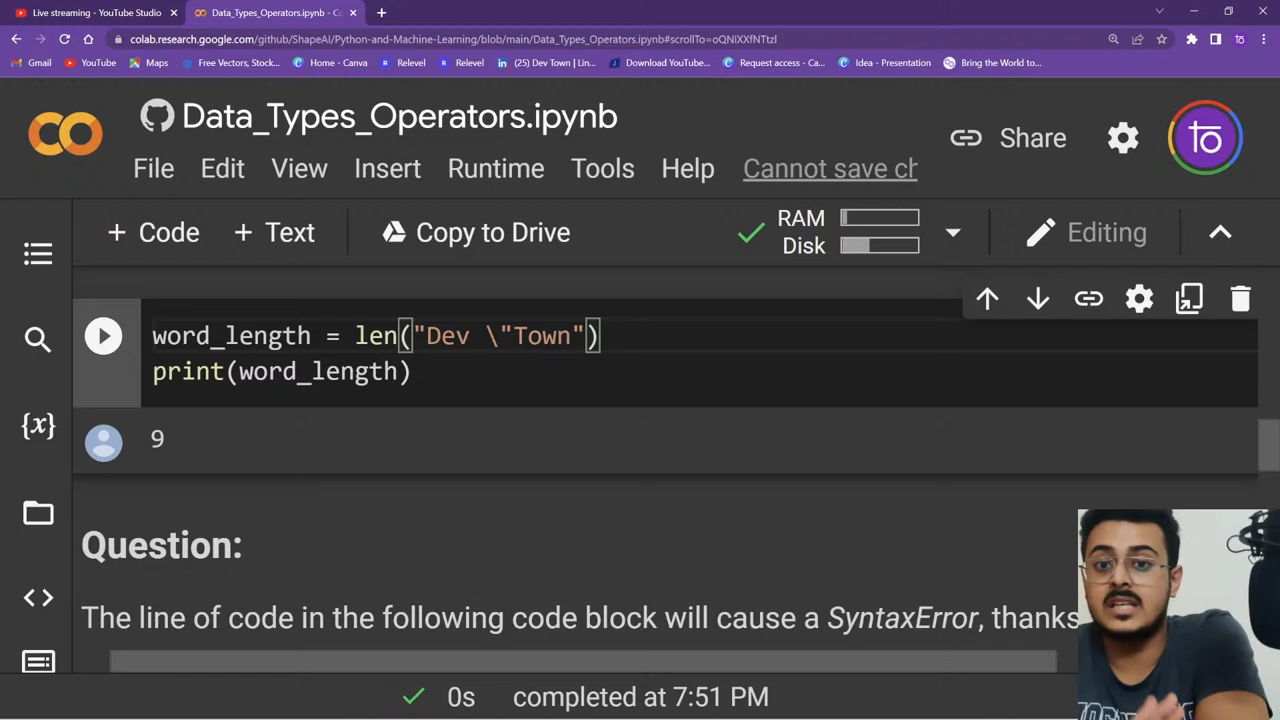 Live streaming - YouTube Studio
Data_Types_Operators.ipynb - Co
colab.research.google.com/github/ShapeAI/Python-and-Machine-Learning/blob/main/Data_Types_Operators.ipynb#scrollTo=oQNIXXfNTtzl
Gmail YouTube Maps Free Vectors, Stock... Home - Canva Relevel Relevel (25) Dev Town | Lin... Download YouTube... Request access - Ca... Idea - Presentation Bring the World to...
Data_Types_Operators.ipynb
File Edit View Insert Runtime Tools Help Cannot save ch
Share
+ Code + Text Copy to Drive
RAM
Disk
Editing
word_length = len("Dev \"Town")
print(word_length)
9
Question:
The line of code in the following code block will cause a SyntaxError, thanks
0s completed at 7:51 PM